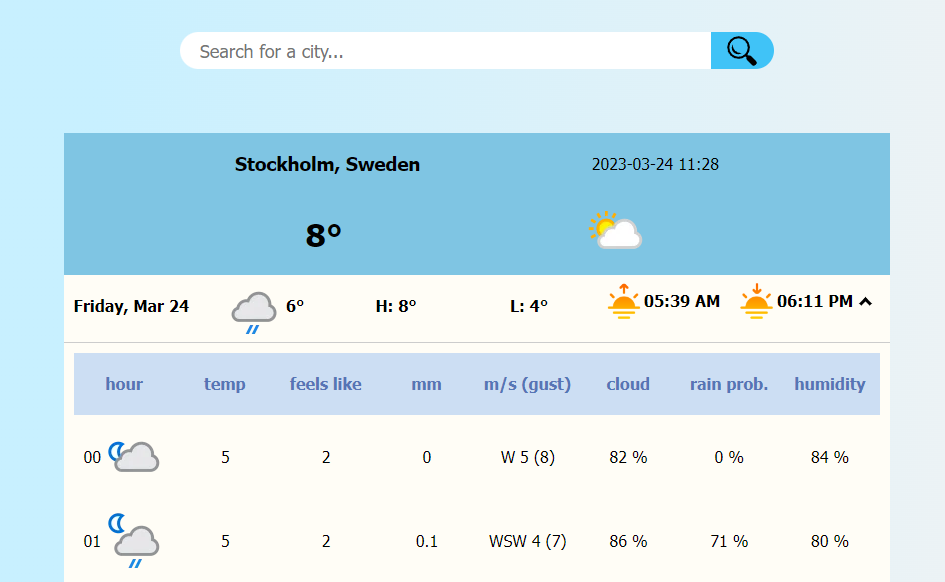 Search for a city...
Stockholm, Sweden 2023-03-24 11:28
8°
Friday, Mar 24 6° H: 8° L: 4° 05:39 AM 06:11 PM
hour temp feels like mm m/s (gust) cloud rain prob. humidity
00 5 2 0 W 5 (8) 82 % 0 % 84 %
01 5 2 0.1 WSW 4 (7) 86 % 71 % 80 %